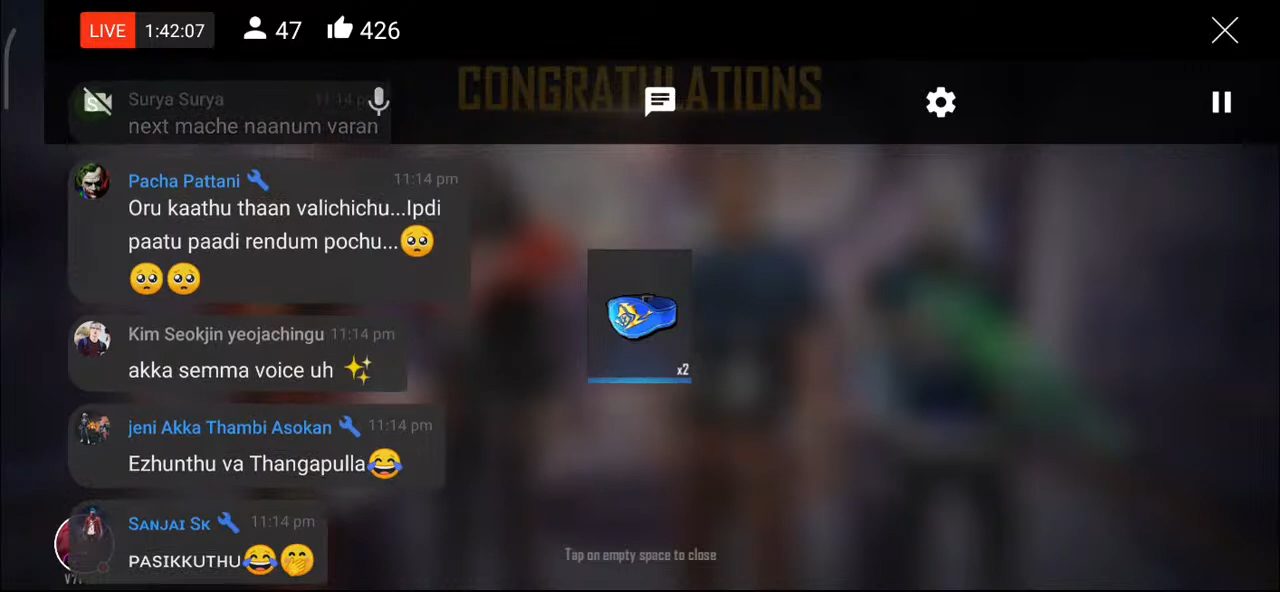 LIVE 1:42:07 47 426
CONGRATULATIONS
Surya Surya 11:14 p
next mache naanum varan
Pacha Pattani 11:14 pm
Oru kaathu thaan valichichu...Ipdi
paatu paadi rendum pochu...🥺
🥺🥺
Kim Seokjin yeojachingu 11:14 pm
akka semma voice uh ✨
x2
jeni Akka Thambi Asokan 11:14 pm
Ezhunthu va Thangapulla😂
Sanjai Sk 11:14 pm
PASIKKUTHU😂🤭
Tap on empty space to close